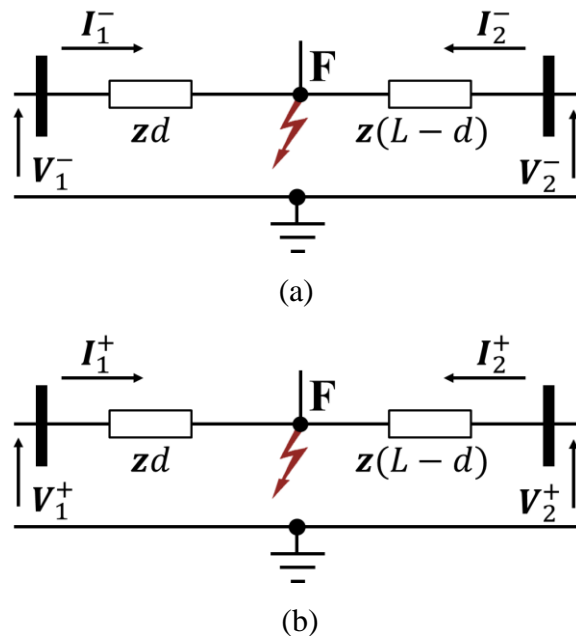 I₁⁻ I₂⁻
F
zd z(L − d)
V₁⁻ V₂⁻
(a)
I₁⁺ I₂⁺
F
zd z(L − d)
V₁⁺ V₂⁺
(b)